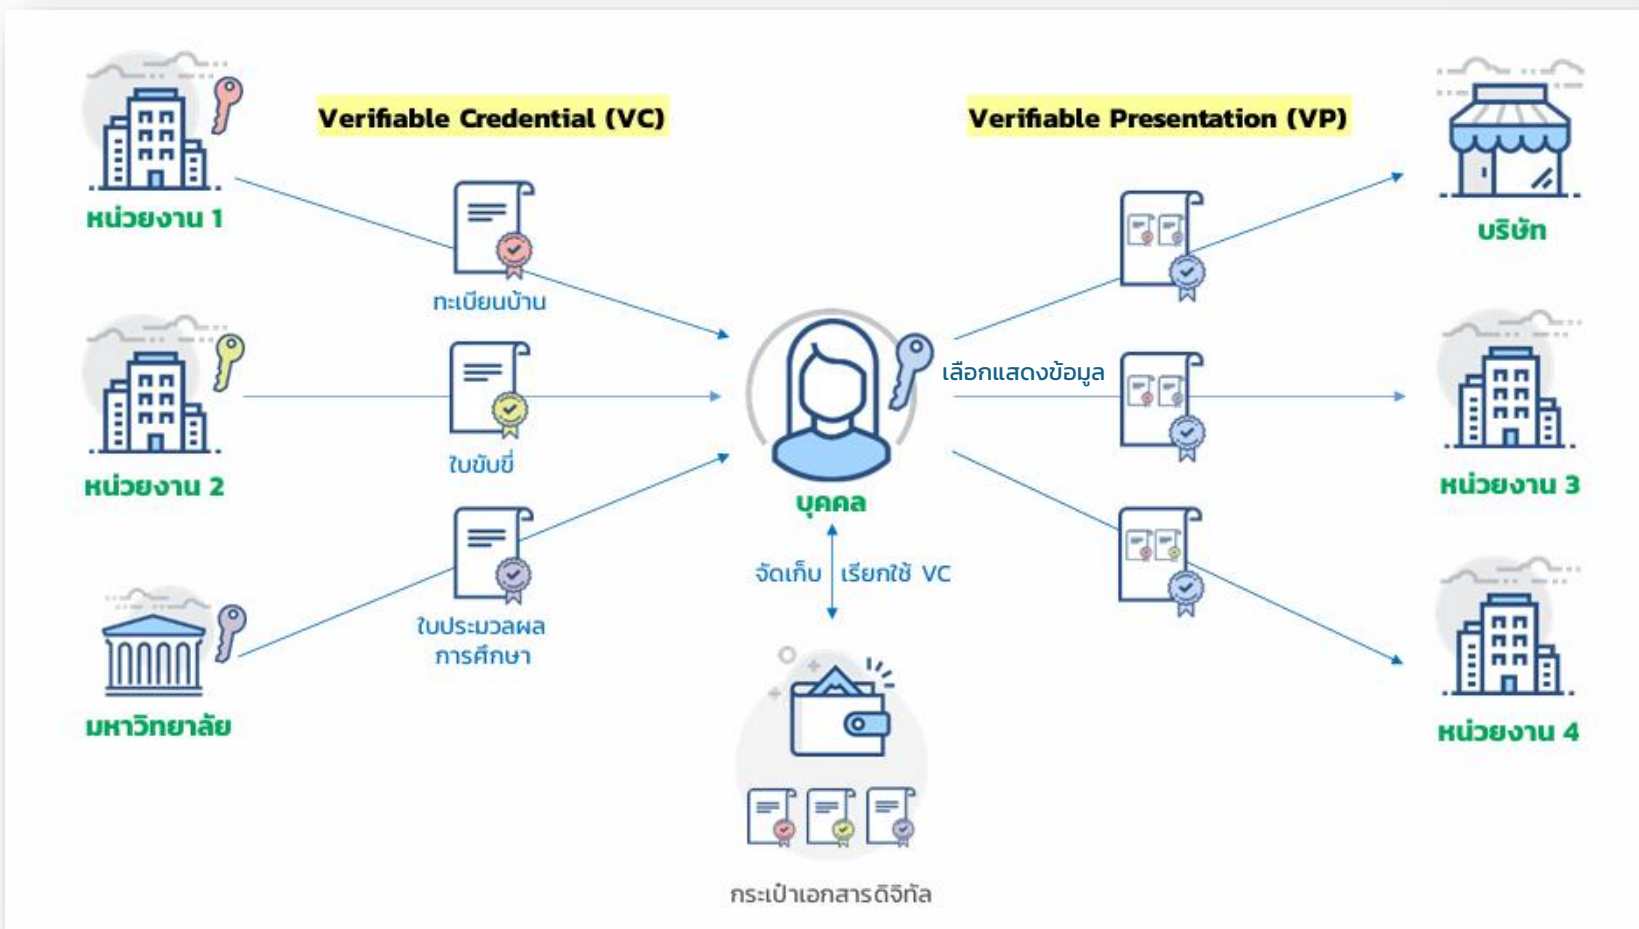 Verifiable Credential (VC)
Verifiable Presentation (VP)
หน่วยงาน 1
บริษัท
ทะเบียนบ้าน
เลือกแสดงข้อมูล
ใบขับขี่
หน่วยงาน 2
หน่วยงาน 3
บุคคล
จัดเก็บ
เรียกใช้ VC
ใบประมวลผล
การศึกษา
มหาวิทยาลัย
หน่วยงาน 4
กระเป๋าเอกสารดิจิทัล